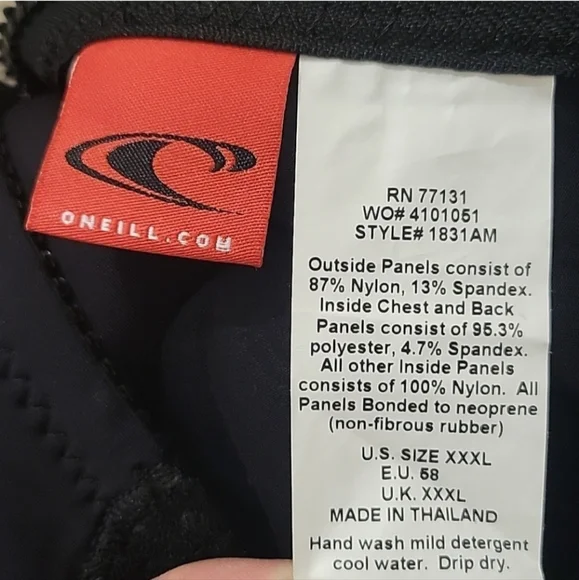 ONEILL.COM
RN 77131
WO# 4101051
STYLE# 1831AM
Outside Panels consist of
87% Nylon, 13% Spandex.
Inside Chest and Back
Panels consist of 95.3%
polyester, 4.7% Spandex.
All other Inside Panels
consists of 100% Nylon. All
Panels Bonded to neoprene
(non-fibrous rubber)
U.S. SIZE XXXL
E.U. 58
U.K. XXXL
MADE IN THAILAND
Hand wash mild detergent
cool water. Drip dry.